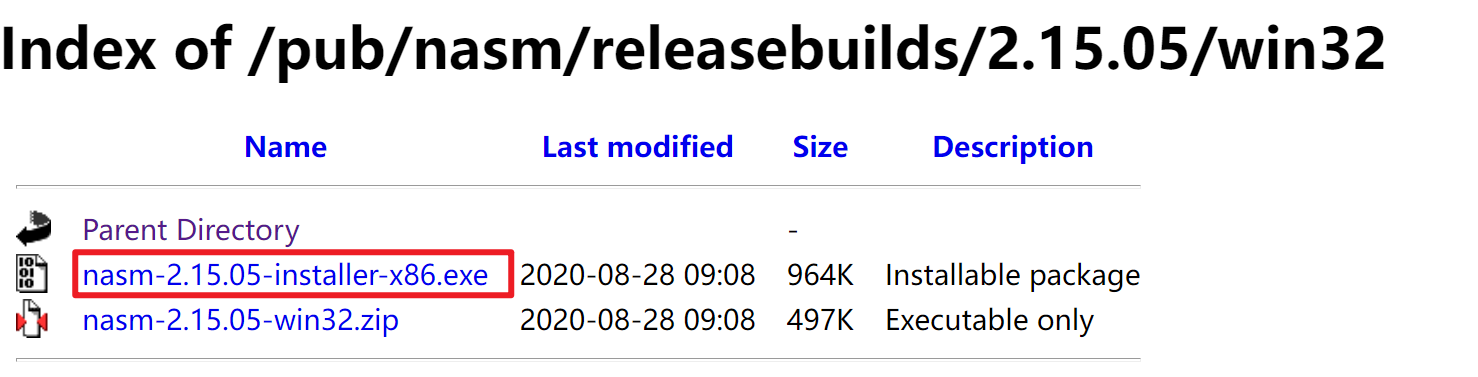 Index of /pub/nasm/releasebuilds/2.15.05/win32
Name Last modified Size Description
Parent Directory -
nasm-2.15.05-installer-x86.exe 2020-08-28 09:08 964K Installable package
nasm-2.15.05-win32.zip 2020-08-28 09:08 497K Executable only